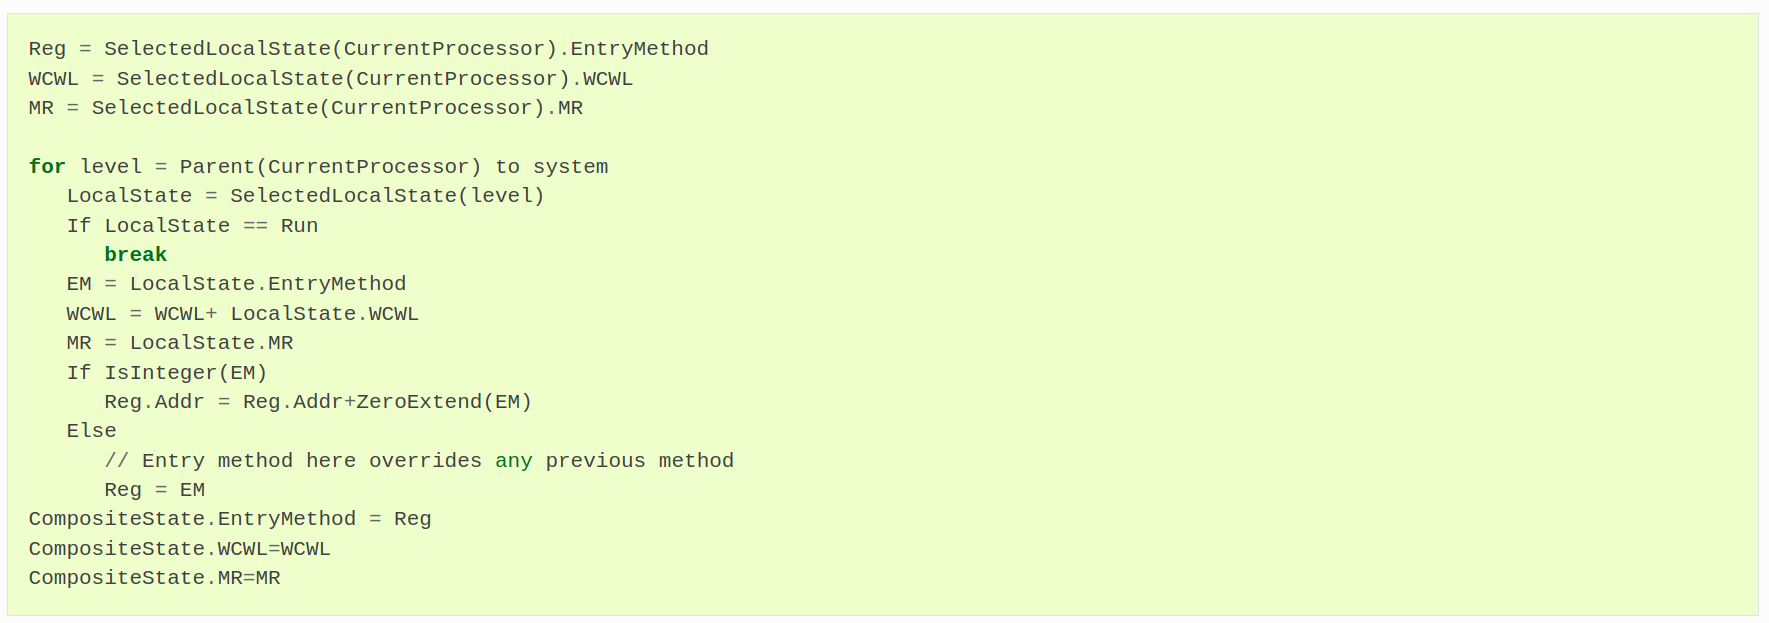 Reg = SelectedLocalState(CurrentProcessor).EntryMethod
WCWL = SelectedLocalState(CurrentProcessor).WCWL
MR = SelectedLocalState(CurrentProcessor).MR

for level = Parent(CurrentProcessor) to system
   LocalState = SelectedLocalState(level)
   If LocalState == Run
      break
   EM = LocalState.EntryMethod
   WCWL = WCWL+ LocalState.WCWL
   MR = LocalState.MR
   If IsInteger(EM)
      Reg.Addr = Reg.Addr+ZeroExtend(EM)
   Else
      // Entry method here overrides any previous method
      Reg = EM
CompositeState.EntryMethod = Reg
CompositeState.WCWL=WCWL
CompositeState.MR=MR